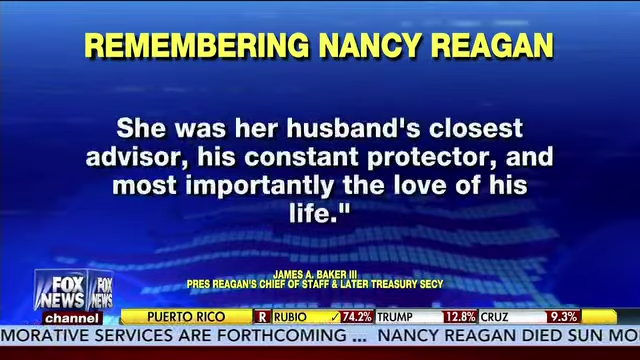 REMEMBERING NANCY REAGAN
She was her husband's closest
advisor, his constant protector, and
most importantly the love of his
life."
JAMES A. BAKER III
PRES REAGAN'S CHIEF OF STAFF & LATER TREASURY SECY
FOX NEWS channel FOX NEWS
PUERTO RICO R RUBIO ✓ 74.2% TRUMP 12.8% CRUZ 9.3%
MORATIVE SERVICES ARE FORTHCOMING ... NANCY REAGAN DIED SUN MO